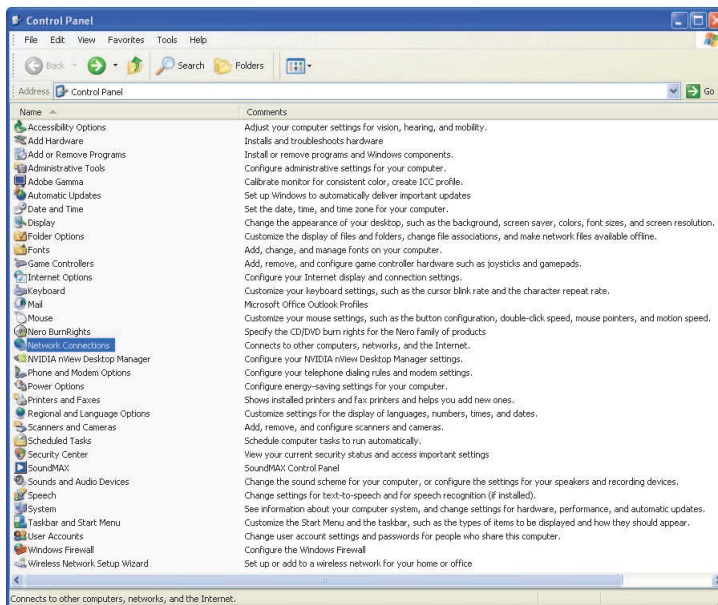 Control Panel
File Edit View Favorites Tools Help
Back Search Folders
Address Control Panel Go
Name Comments
Accessibility Options Adjust your computer settings for vision, hearing, and mobility.
Add Hardware Installs and troubleshoots hardware
Add or Remove Programs Install or remove programs and Windows components.
Administrative Tools Configure administrative settings for your computer.
Adobe Gamma Calibrate monitor for consistent color, create ICC profile.
Automatic Updates Set up Windows to automatically deliver important updates
Date and Time Set the date, time, and time zone for your computer.
Display Change the appearance of your desktop, such as the background, screen saver, colors, font sizes, and screen resolution.
Folder Options Customize the display of files and folders, change file associations, and make network files available offline.
Fonts Add, change, and manage fonts on your computer.
Game Controllers Add, remove, and configure game controller hardware such as joysticks and gamepads.
Internet Options Configure your Internet display and connection settings.
Keyboard Customize your keyboard settings, such as the cursor blink rate and the character repeat rate.
Mail Microsoft Office Outlook Profiles
Mouse Customize your mouse settings, such as the button configuration, double-click speed, mouse pointers, and motion speed.
Nero BurnRights Specify the CD/DVD burn rights for the Nero family of products
Network Connections Connects to other computers, networks, and the Internet.
NVIDIA nView Desktop Manager Configure your NVIDIA nView Desktop Manager settings.
Phone and Modem Options Configure your telephone dialing rules and modem settings.
Power Options Configure energy-saving settings for your computer.
Printers and Faxes Shows installed printers and fax printers and helps you add new ones.
Regional and Language Options Customize settings for the display of languages, numbers, times, and dates.
Scanners and Cameras Add, remove, and configure scanners and cameras.
Scheduled Tasks Schedule computer tasks to run automatically.
Security Center View your current security status and access important settings
SoundMAX SoundMAX Control Panel
Sounds and Audio Devices Change the sound scheme for your computer, or configure the settings for your speakers and recording devices.
Speech Change settings for text-to-speech and for speech recognition (if installed).
System See information about your computer system, and change settings for hardware, performance, and automatic updates.
Taskbar and Start Menu Customize the Start Menu and the taskbar, such as the types of items to be displayed and how they should appear.
User Accounts Change user account settings and passwords for people who share this computer.
Windows Firewall Configure the Windows Firewall
Wireless Network Setup Wizard Set up or add to a wireless network for your home or office
Connects to other computers, networks, and the Internet.